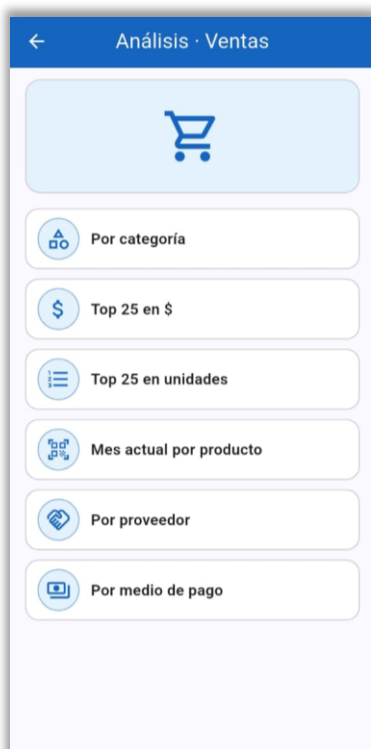 Análisis · Ventas
Por categoría
Top 25 en $
Top 25 en unidades
Mes actual por producto
Por proveedor
Por medio de pago